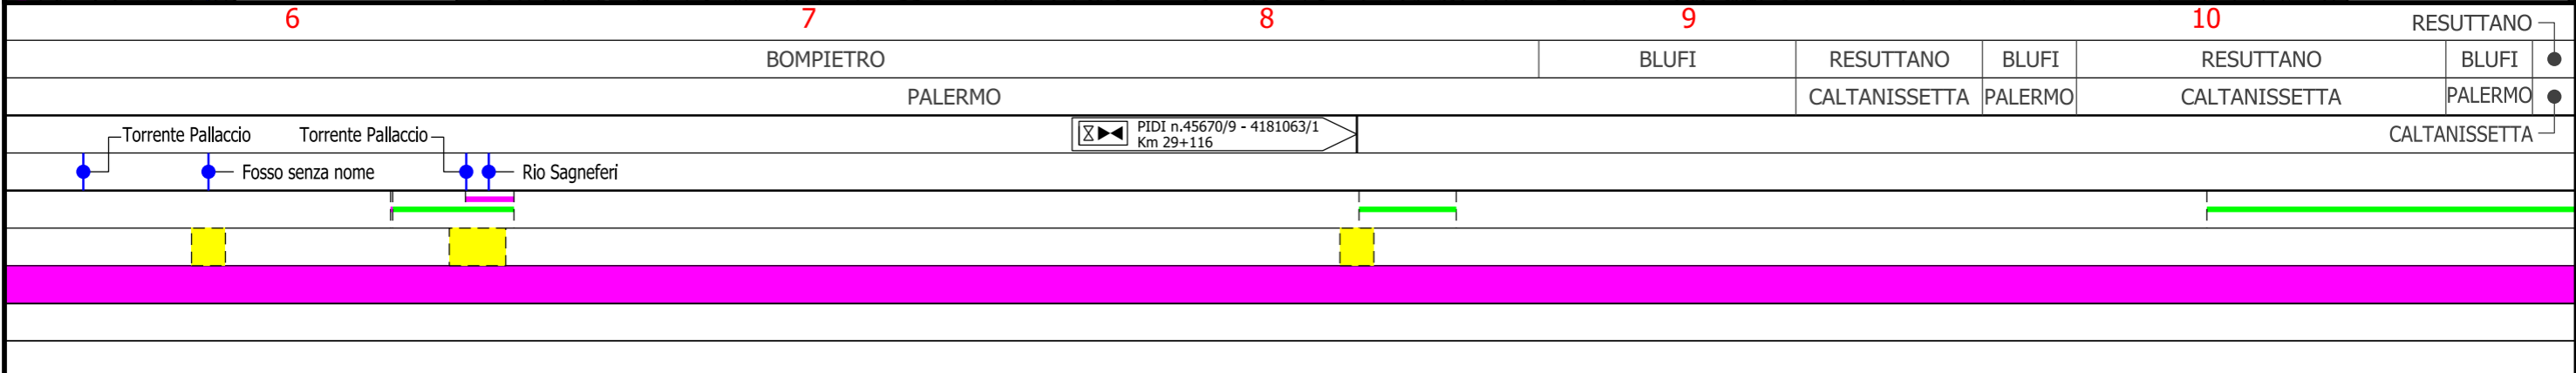 6 7 8 9 10
RESUTTANO
BOMPIETRO BLUFI RESUTTANO BLUFI RESUTTANO BLUFI
PALERMO CALTANISSETTA PALERMO CALTANISSETTA PALERMO
CALTANISSETTA
Torrente Pallaccio Torrente Pallaccio
PIDI n.45670/9 - 4181063/1
Km 29+116
Fosso senza nome Rio Sagneferi